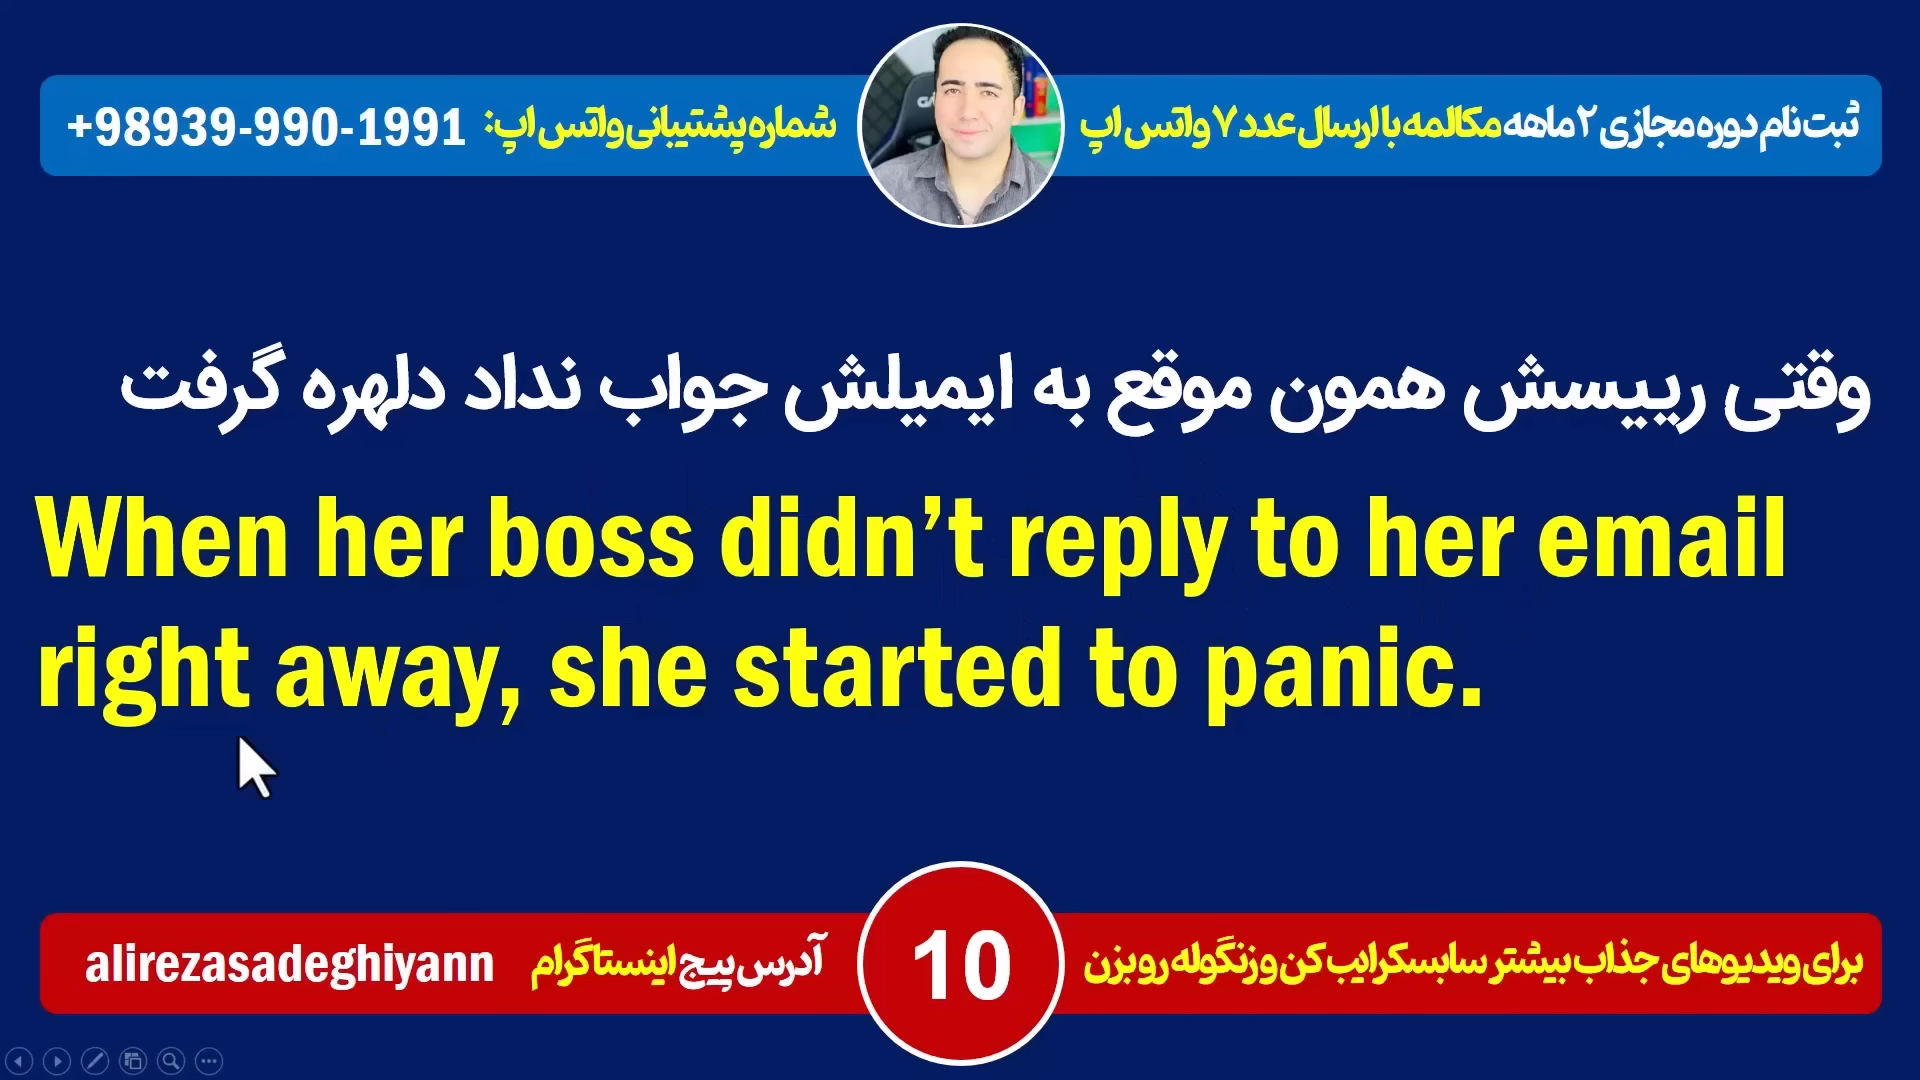 ثبت نام دوره مجازی ۲ ماهه مکالمه با ارسال عدد ۷ واتس اپ
شماره پشتیبانی واتس اپ: +98939-990-1991
وقتی رییسش همون موقع به ایمیلش جواب نداد دلهره گرفت
When her boss didn’t reply to her email
right away, she started to panic.
برای ویدیوهای جذاب بیشتر سابسکرایب کن و زنگوله رو بزن
10
آدرس پیج اینستاگرام alirezasadeghiyann